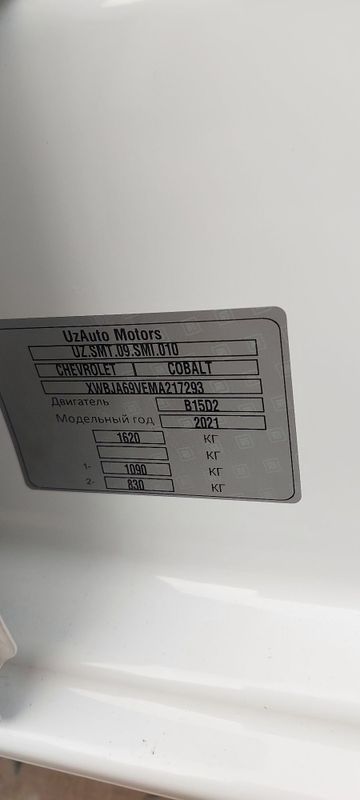 UzAuto Motors
UZ.SMT.09.SMI.010
CHEVROLET COBALT
XWBJA69VEMA217293
Двигатель B15D2
Модельный год 2021
1620 КГ
КГ
1- 1090 КГ
2- 830 КГ